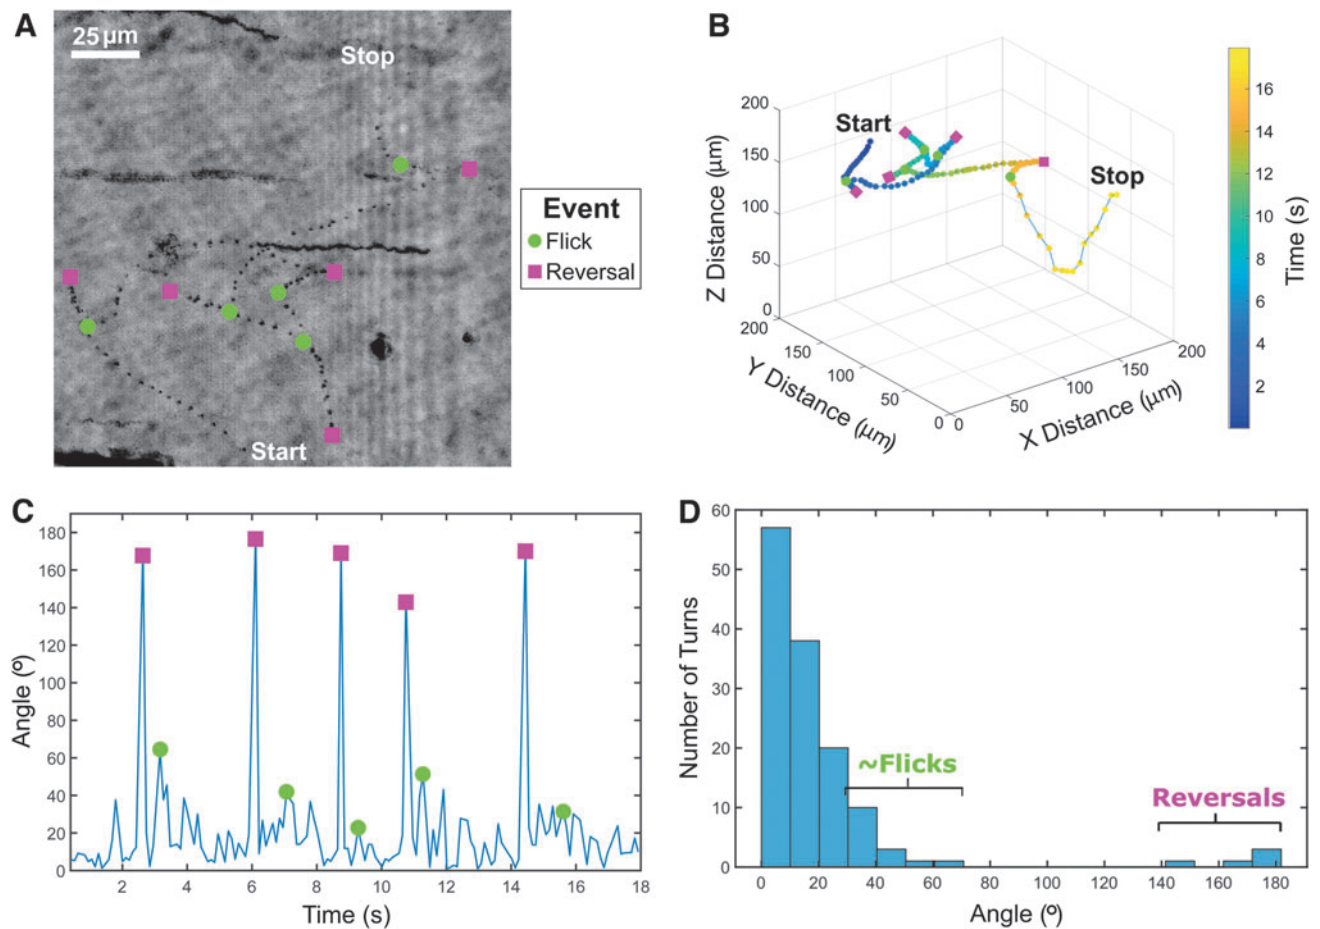 A
25 µm
Stop
Start
Event
Flick
Reversal
B
Start
Stop
Z Distance (µm)
200
150
100
50
0
Y Distance (µm)
200
150
100
50
0
X Distance (µm)
0
50
100
150
200
Time (s)
16
14
12
10
8
6
4
2
C
Angle (º)
180
160
140
120
100
80
60
40
20
0
2 4 6 8 10 12 14 16 18
Time (s)
D
Number of Turns
60
50
40
30
20
10
0
~Flicks
Reversals
0 20 40 60 80 100 120 140 160 180
Angle (º)